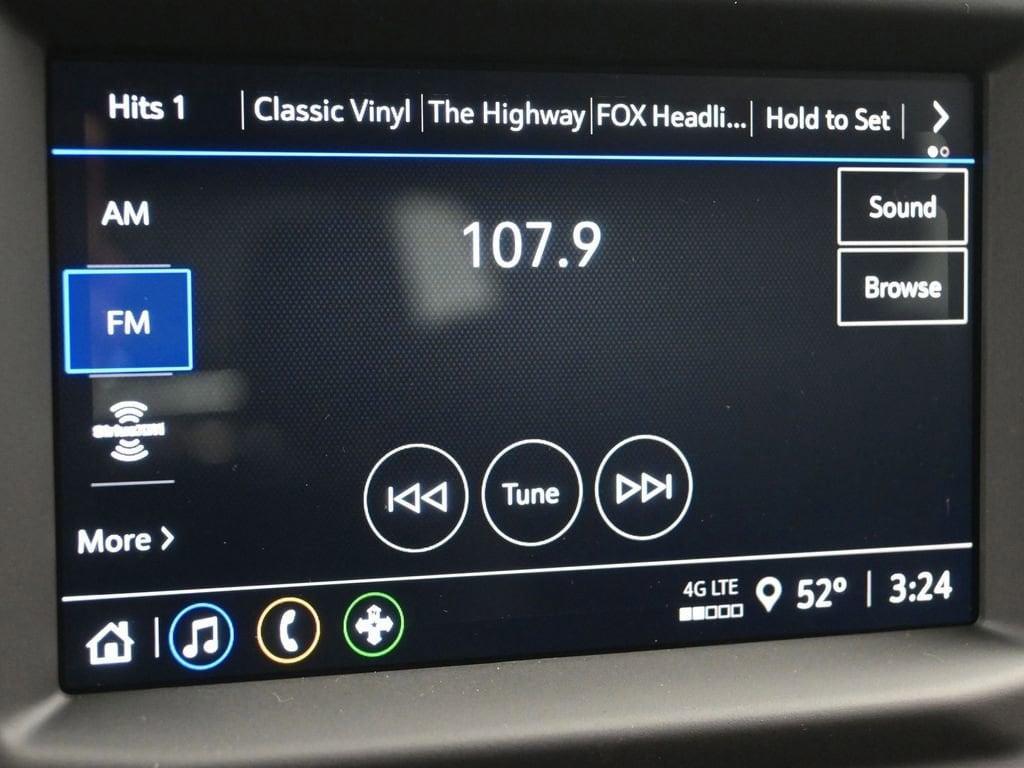 Hits 1 | Classic Vinyl | The Highway | FOX Headli... | Hold to Set |
AM
107.9
Sound
Browse
FM
SiriusXM
Tune
More
4G LTE
52° | 3:24